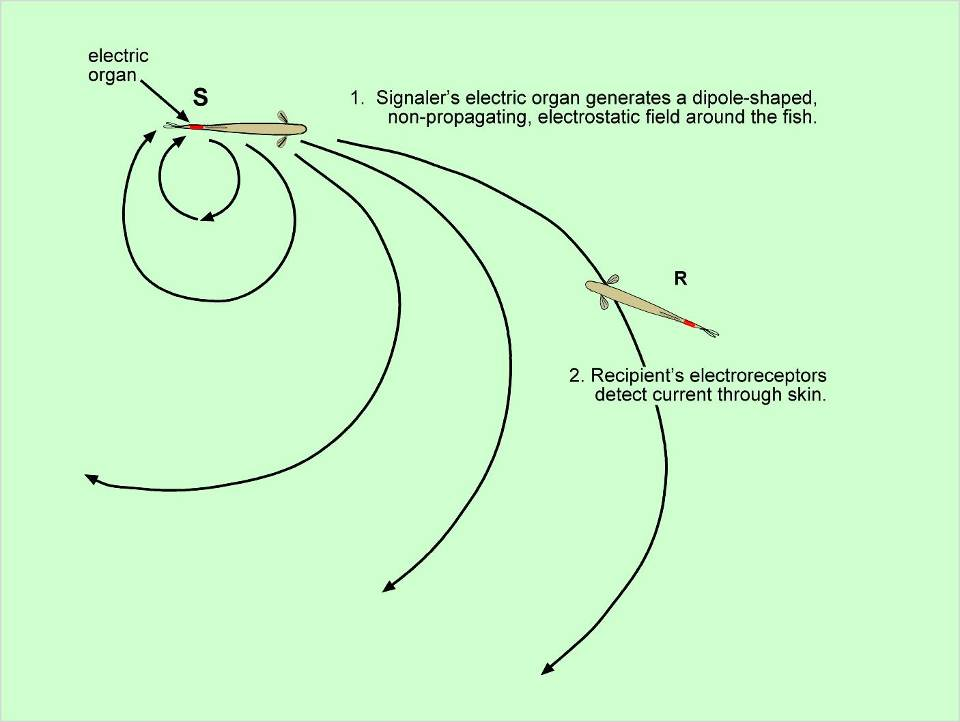 electric
organ
S
1. Signaler's electric organ generates a dipole-shaped,
non-propagating, electrostatic field around the fish.
R
2. Recipient's electroreceptors
detect current through skin.